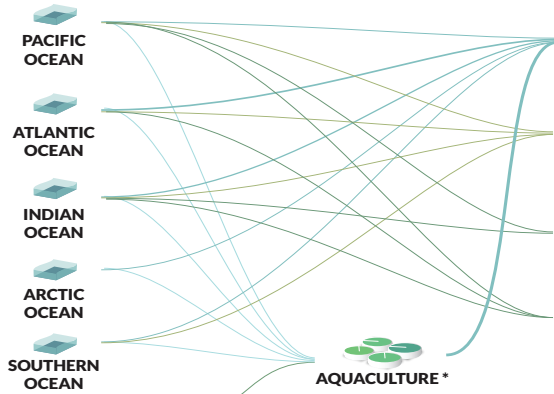 PACIFIC
OCEAN
ATLANTIC
OCEAN
INDIAN
OCEAN
ARCTIC
OCEAN
SOUTHERN
OCEAN
AQUACULTURE *